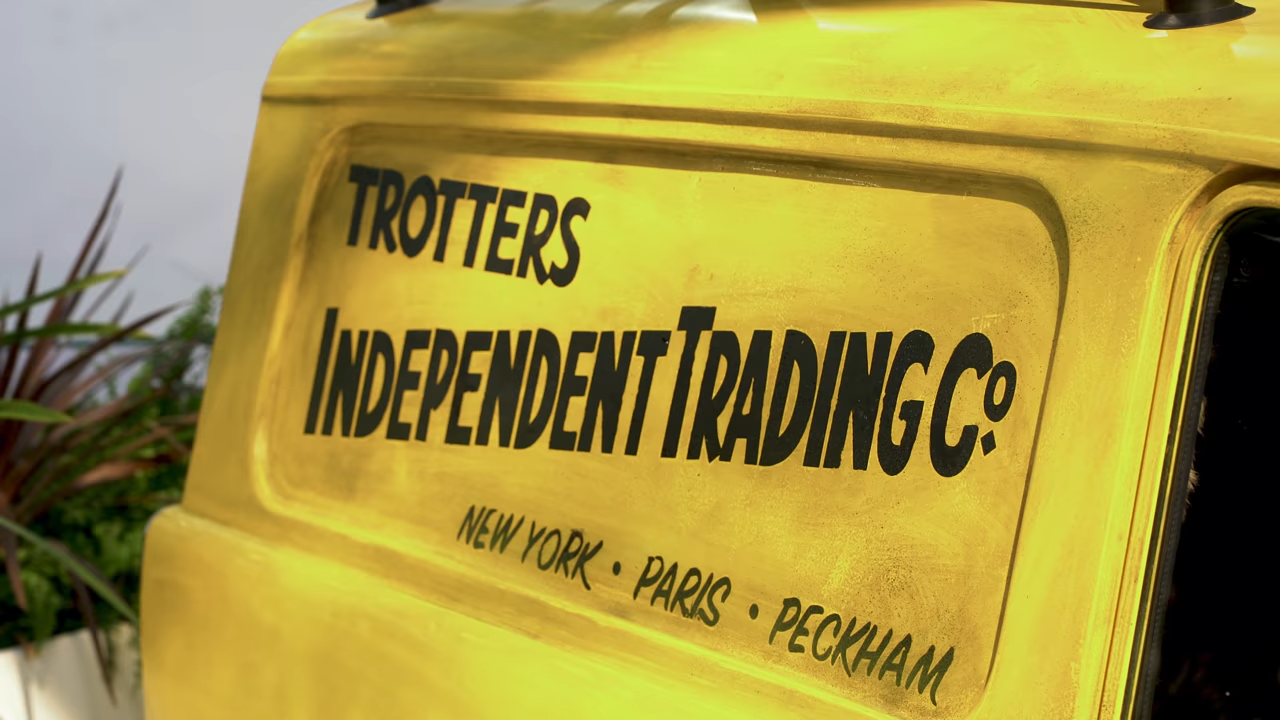 TROTTERS
INDEPENDENT TRADING CO.
NEW YORK • PARIS • PECKHAM